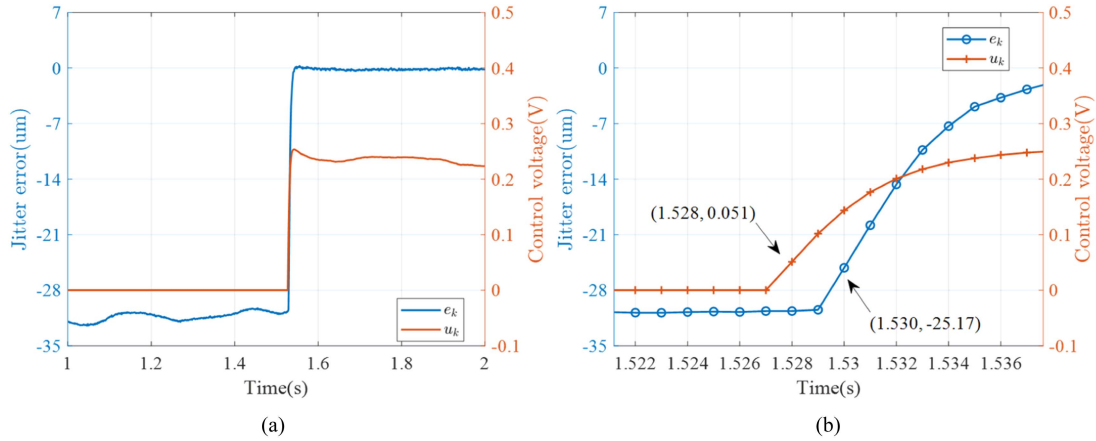 7
0
-7
-14
-21
-28
-35
Jitter error(um)
0.5
0.4
0.3
0.2
0.1
0
-0.1
Control voltage(V)
e_k
u_k
1 1.2 1.4 1.6 1.8 2
Time(s)
(a)
7
0
-7
-14
-21
-28
-35
Jitter error(um)
0.5
0.4
0.3
0.2
0.1
0
-0.1
Control voltage(V)
e_k
u_k
(1.528, 0.051)
(1.530, -25.17)
1.522 1.524 1.526 1.528 1.53 1.532 1.534 1.536
Time(s)
(b)